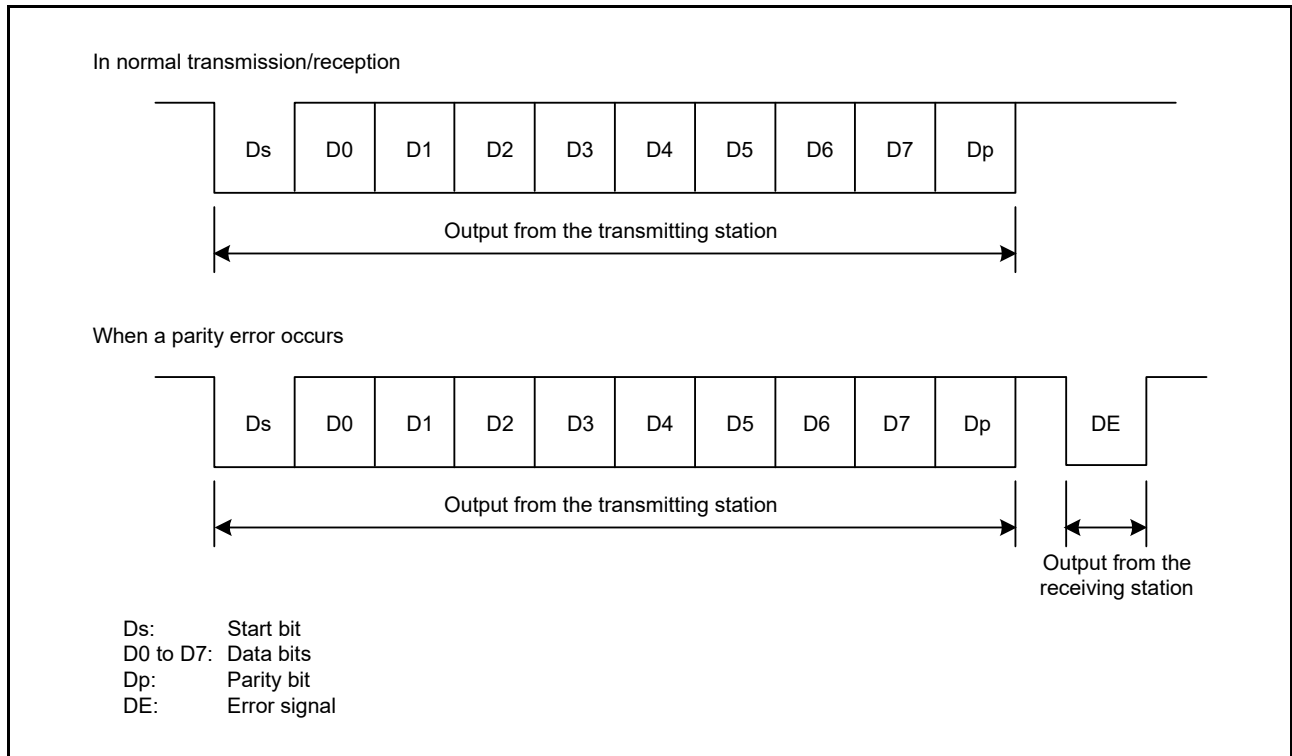 In normal transmission/reception
Ds D0 D1 D2 D3 D4 D5 D6 D7 Dp
Output from the transmitting station
When a parity error occurs
Ds D0 D1 D2 D3 D4 D5 D6 D7 Dp DE
Output from the transmitting station
Output from the
receiving station
Ds: Start bit
D0 to D7: Data bits
Dp: Parity bit
DE: Error signal